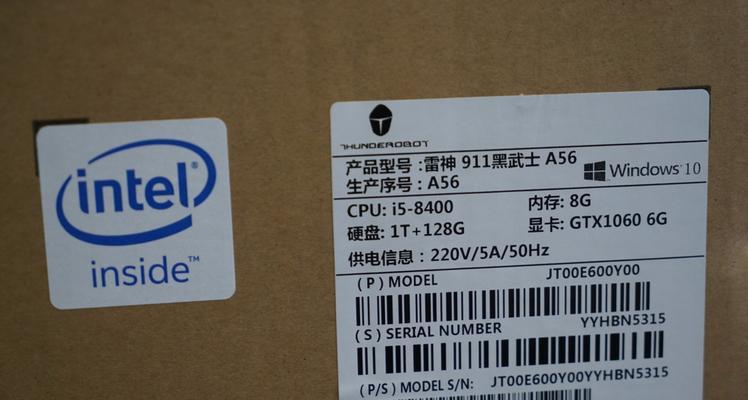 intel®
inside™
THUNDEROBOT
产品型号:雷神 911黑武士 A56
生产序号: A56
Windows 10
CPU: i5-8400
内存: 8G
硬盘: 1T+128G
显卡: GTX1060 6G
供电信息: 220V/5A/50Hz
(P) MODEL
JT00E600Y00
(S) SERIAL NUMBER
YYHBN5315
(P/S) MODEL S/N:
JT00E600Y00YYHBN5315